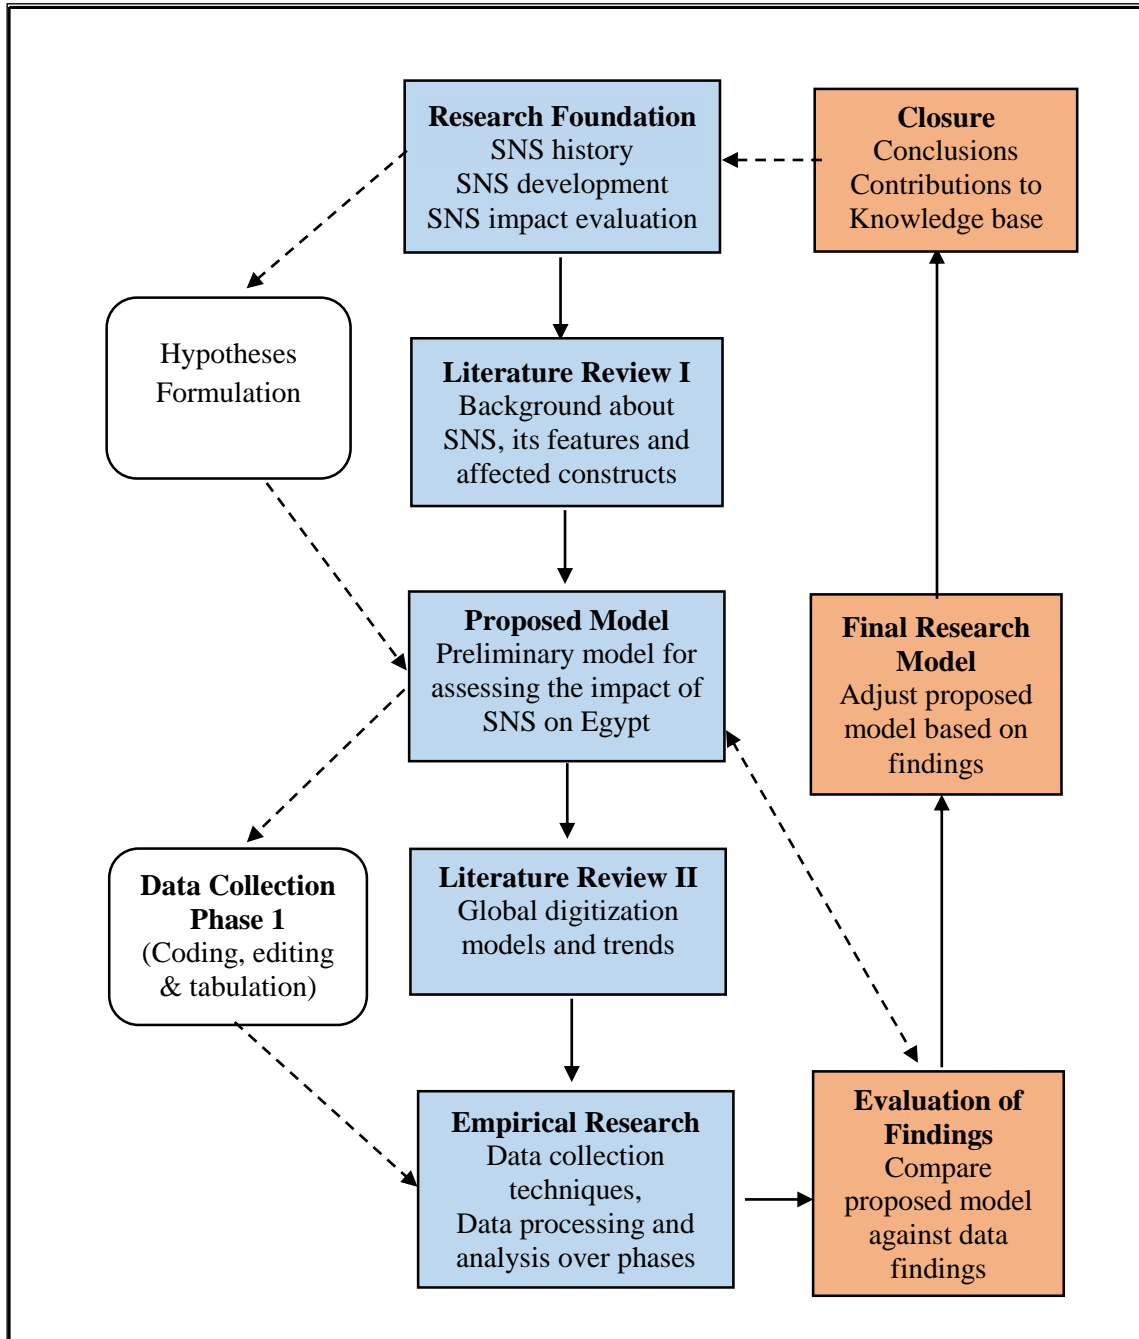 Research Foundation
SNS history
SNS development
SNS impact evaluation
Closure
Conclusions
Contributions to
Knowledge base
Hypotheses
Formulation
Literature Review I
Background about
SNS, its features and
affected constructs
Proposed Model
Preliminary model for
assessing the impact of
SNS on Egypt
Final Research
Model
Adjust proposed
model based on
findings
Data Collection
Phase 1
(Coding, editing
& tabulation)
Literature Review II
Global digitization
models and trends
Empirical Research
Data collection
techniques,
Data processing and
analysis over phases
Evaluation of
Findings
Compare
proposed model
against data
findings